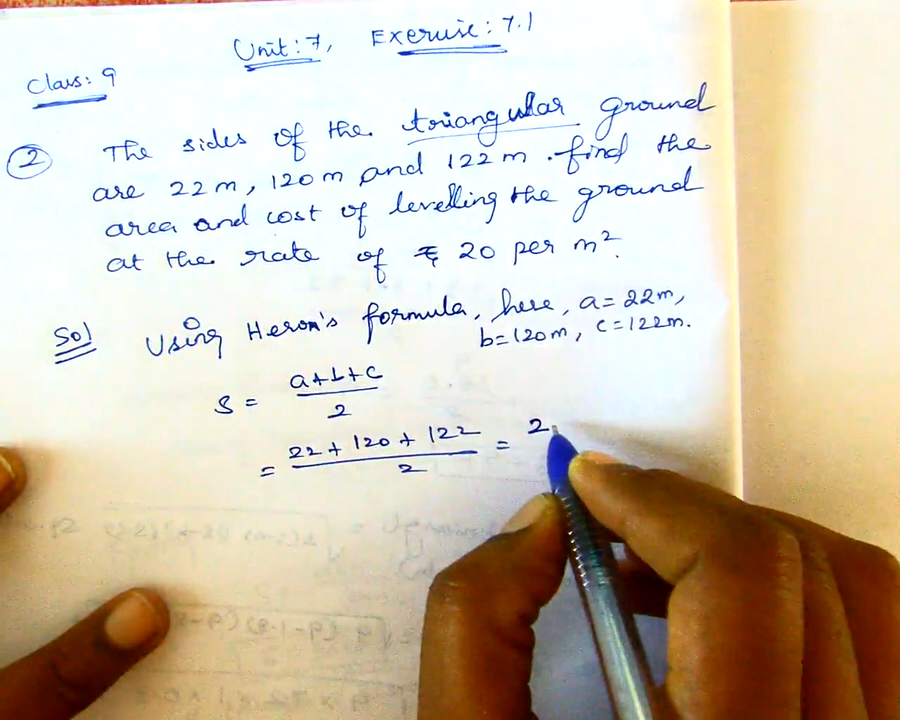 Unit: 7, Exercise: 7.1
Class: 9
② The sides of the triangular ground
are 22 m, 120 m and 122 m. find the
area and cost of levelling the ground
at the rate of ₹ 20 per m².
Sol Using Heron's formula, here, a = 22m,
b = 120m, c = 122m.
S = a+b+c / 2
= 22 + 120 + 122 / 2 = 2